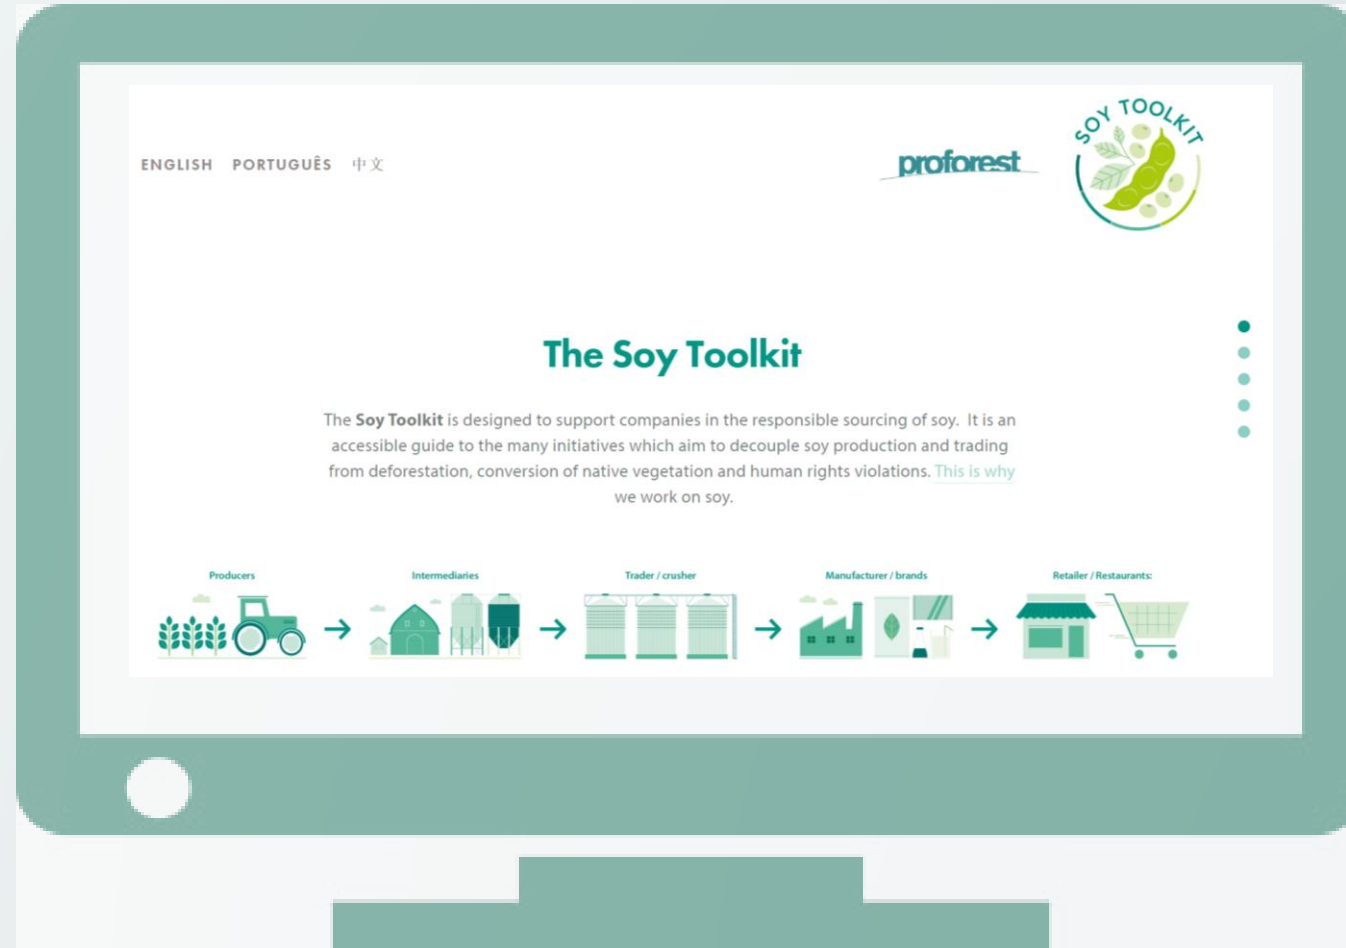 ENGLISH PORTUGUÊS 中文
proforest
SOY TOOLKIT
The Soy Toolkit
The Soy Toolkit is designed to support companies in the responsible sourcing of soy. It is an
accessible guide to the many initiatives which aim to decouple soy production and trading
from deforestation, conversion of native vegetation and human rights violations. This is why
we work on soy.
Producers
Intermediaries
Trader / crusher
Manufacturer / brands
Retailer / Restaurants: